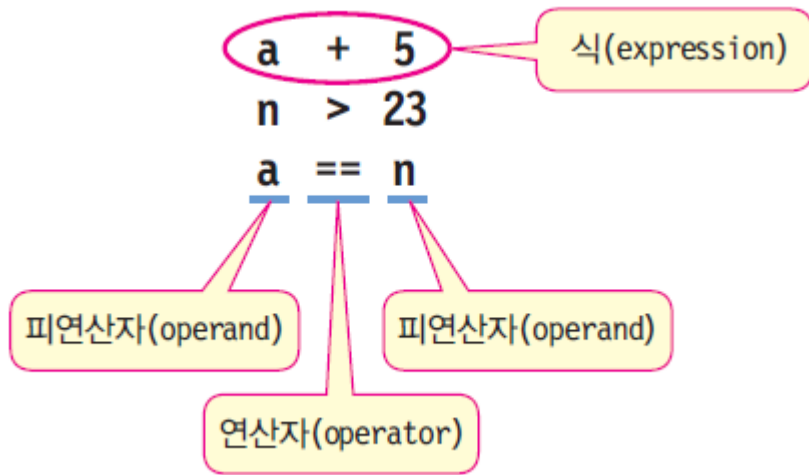 a + 5
식(expression)
n > 23
a == n
피연산자(operand)
피연산자(operand)
연산자(operator)